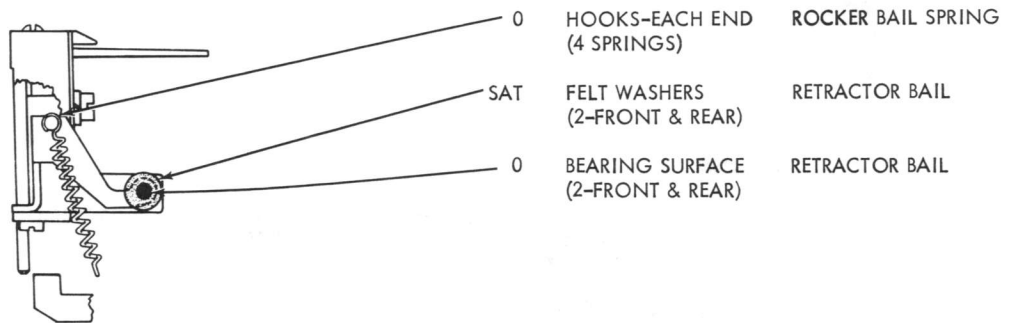 0 HOOKS-EACH END ROCKER BAIL SPRING
(4 SPRINGS)
SAT FELT WASHERS RETRACTOR BAIL
(2-FRONT & REAR)
0 BEARING SURFACE RETRACTOR BAIL
(2-FRONT & REAR)